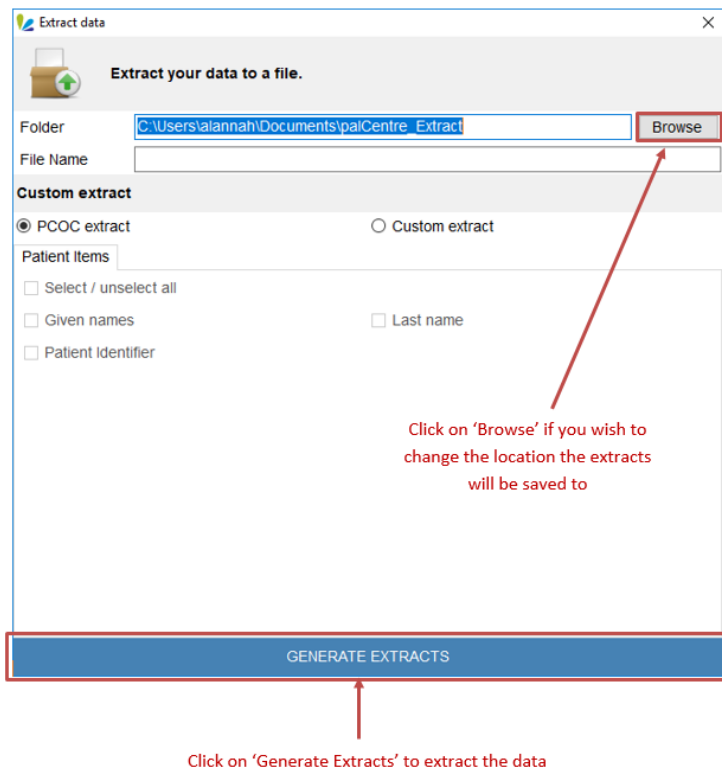 Extract data
Extract your data to a file.
Folder C:\Users\alannah\Documents\palCentre_Extract Browse
File Name
Custom extract
PCOC extract Custom extract
Patient Items
Select / unselect all
Given names Last name
Patient Identifier
Click on ‘Browse’ if you wish to
change the location the extracts
will be saved to
GENERATE EXTRACTS
Click on ‘Generate Extracts’ to extract the data